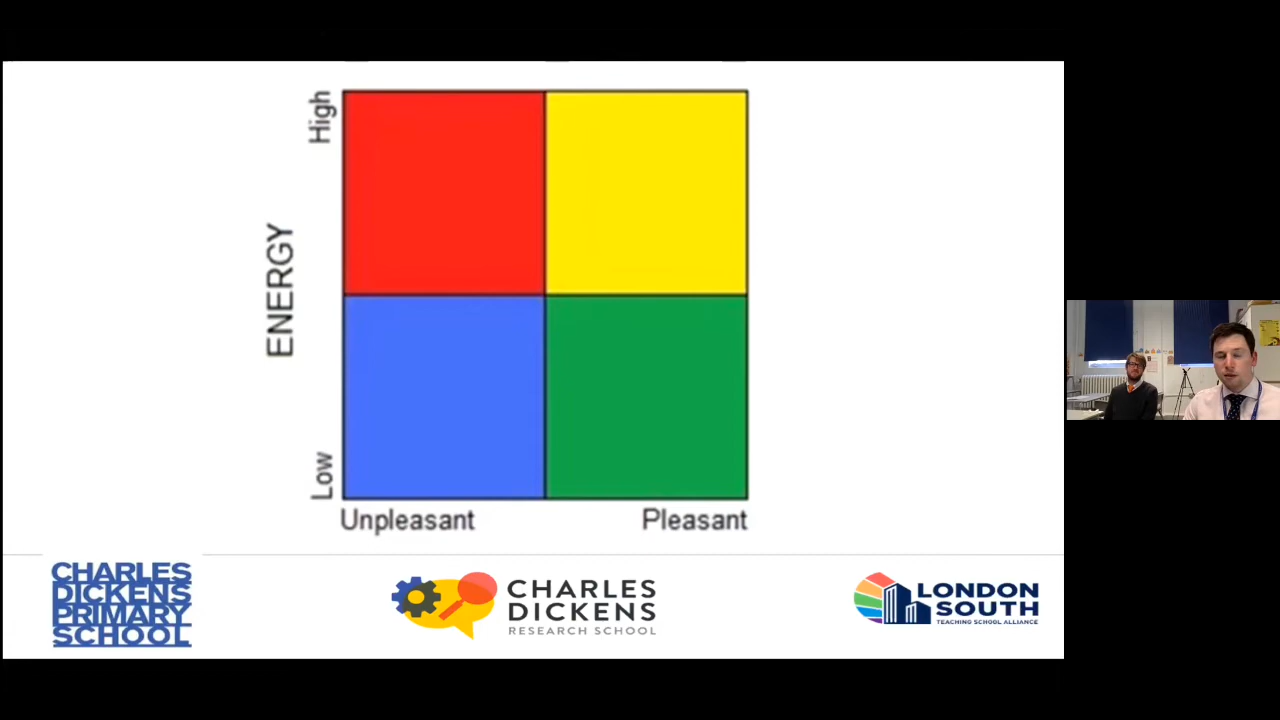 High
ENERGY
Low
Unpleasant
Pleasant
CHARLES
DICKENS
PRIMARY
SCHOOL
CHARLES
DICKENS
RESEARCH SCHOOL
LONDON
SOUTH
TEACHING SCHOOL ALLIANCE